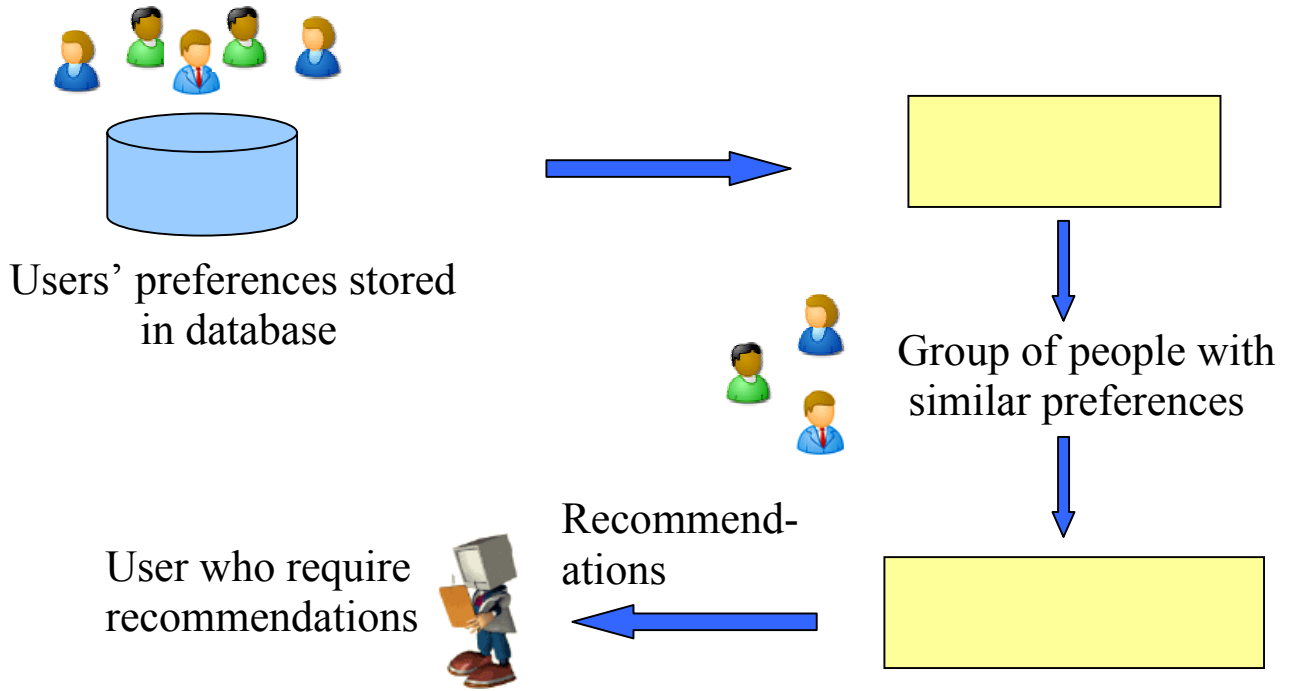 Users’ preferences stored
in database
Group of people with
similar preferences
Recommend-
ations
User who require
recommendations